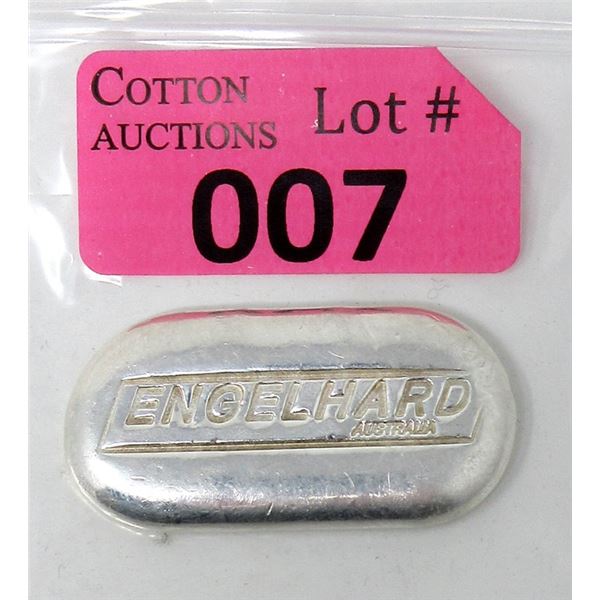 COTTON
AUCTIONS Lot #
007
ENGELHARD
AUSTRALIA